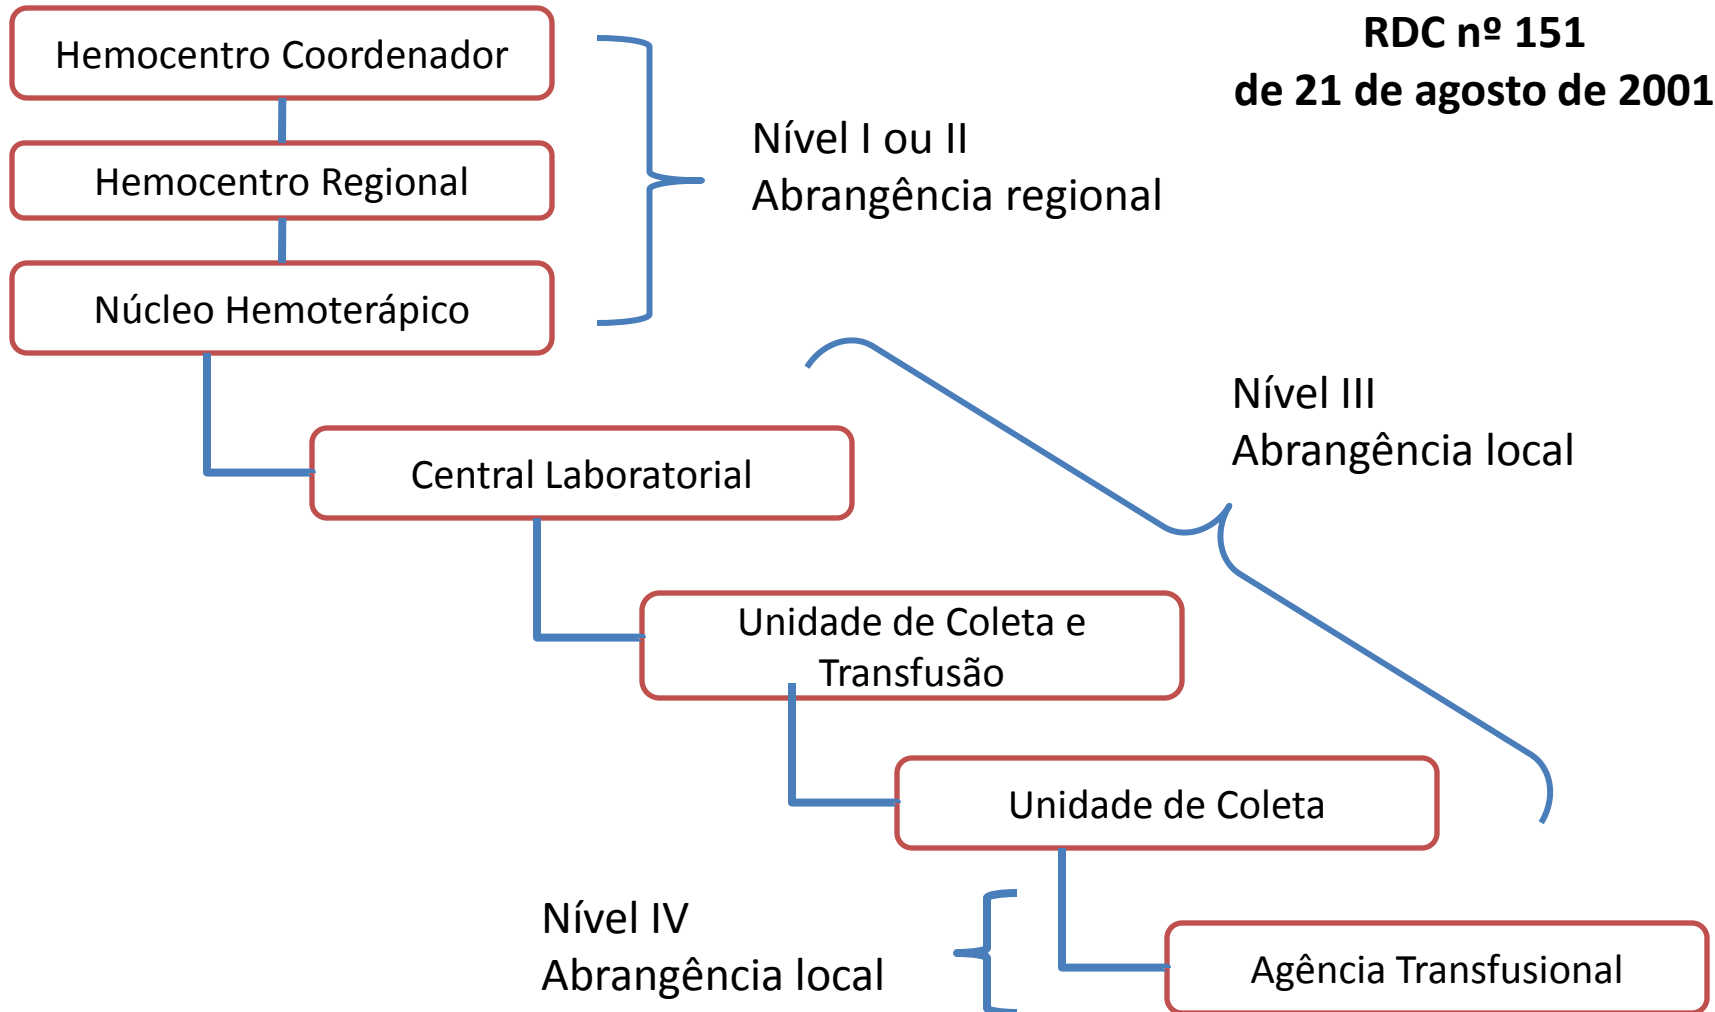 RDC nº 151
de 21 de agosto de 2001
Hemocentro Coordenador
Hemocentro Regional
Núcleo Hemoterápico
Nível I ou II
Abrangência regional
Central Laboratorial
Nível III
Abrangência local
Unidade de Coleta e
Transfusão
Unidade de Coleta
Nível IV
Abrangência local
Agência Transfusional